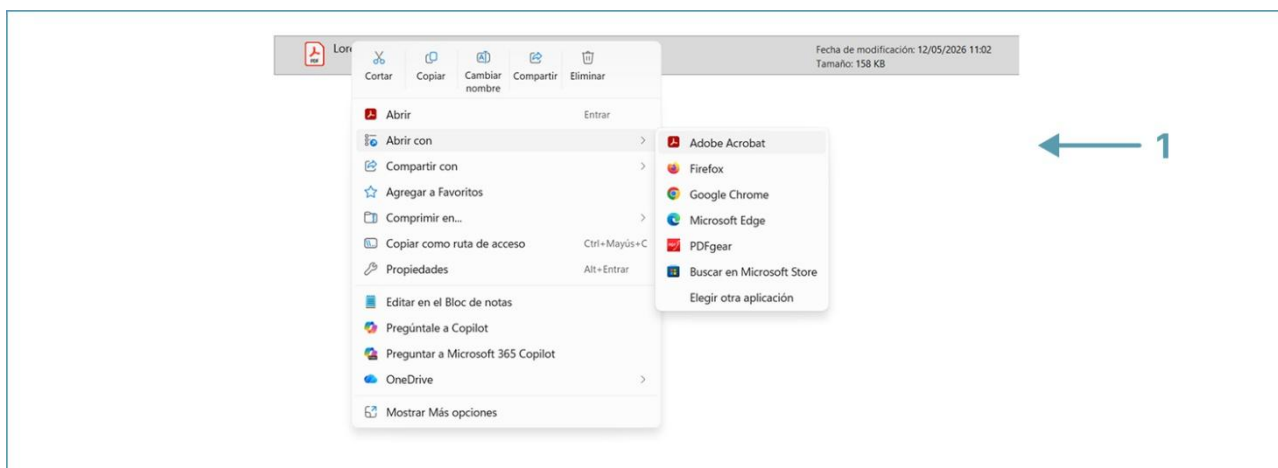 Fecha de modificación: 12/05/2026 11:02
Tamaño: 158 KB
PDF
Cortar
Copiar
Cambiar
nombre
Compartir
Eliminar
Abrir Entrar
Abrir con
Compartir con
Agregar a Favoritos
Comprimir en...
Copiar como ruta de acceso Ctrl+Mayús+C
Propiedades Alt+Entrar
Editar en el Bloc de notas
Pregúntale a Copilot
Preguntar a Microsoft 365 Copilot
OneDrive
Mostrar Más opciones
Adobe Acrobat
Firefox
Google Chrome
Microsoft Edge
PDFgear
Buscar en Microsoft Store
Elegir otra aplicación
1